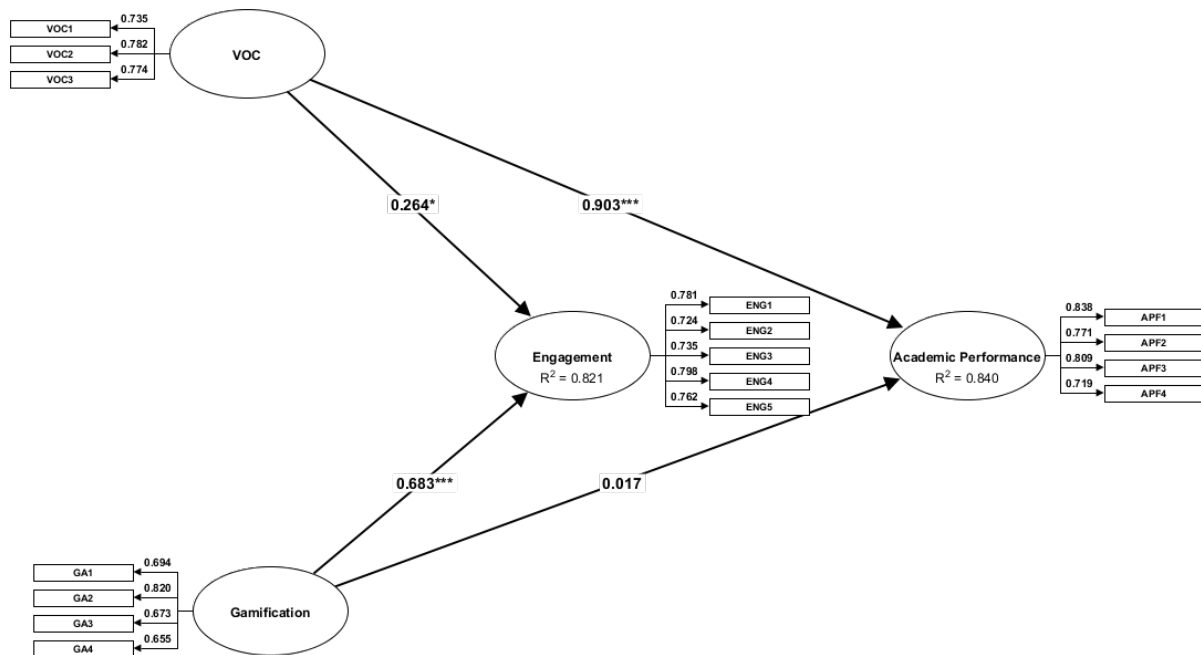 VOC1
0.735
VOC2
0.782
VOC3
0.774
VOC
0.264*
0.903***
Engagement
R² = 0.821
0.781
ENG1
0.724
ENG2
0.735
ENG3
0.798
ENG4
0.762
ENG5
Academic Performance
R² = 0.840
0.838
APF1
0.771
APF2
0.809
APF3
0.719
APF4
0.683***
0.017
GA1
0.694
GA2
0.820
GA3
0.673
GA4
0.655
Gamification